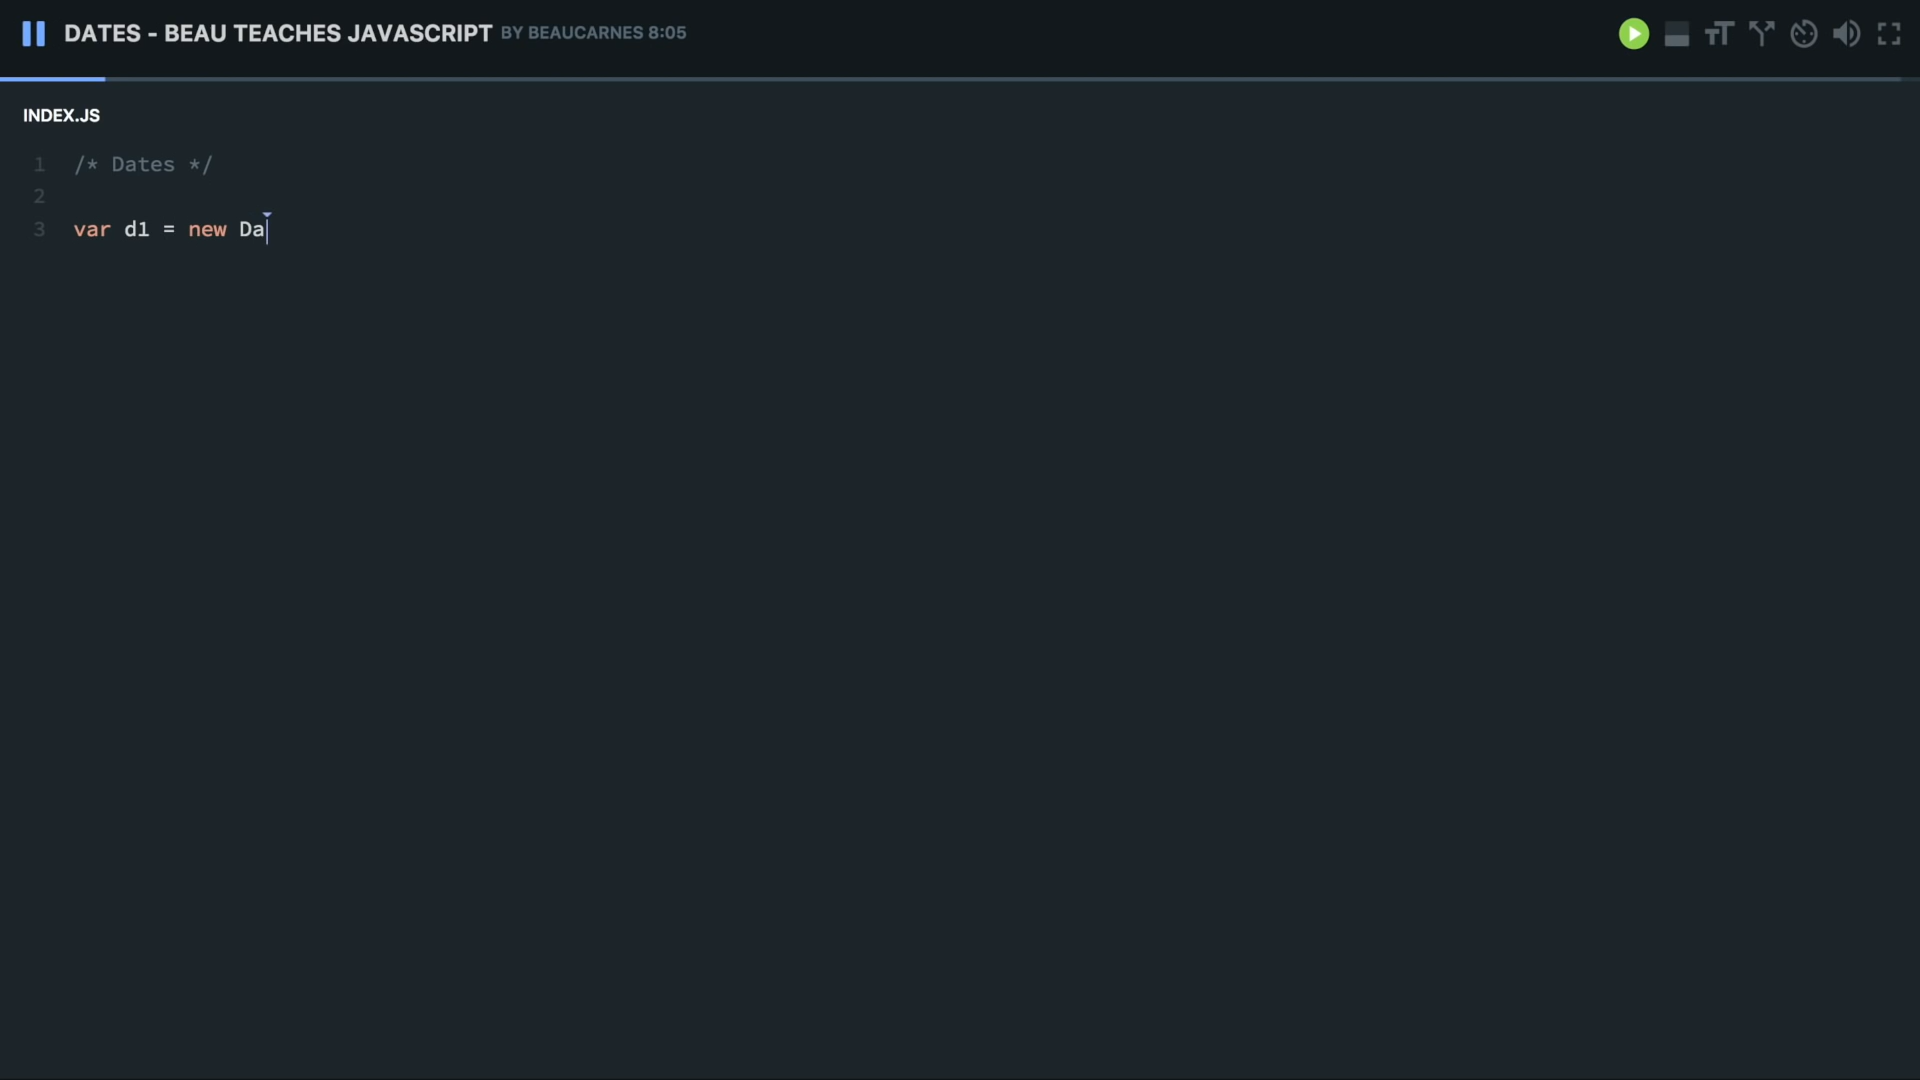 DATES - BEAU TEACHES JAVASCRIPT BY BEAUCARNES 8:05
INDEX.JS
1 /* Dates */
2
3 var d1 = new Da